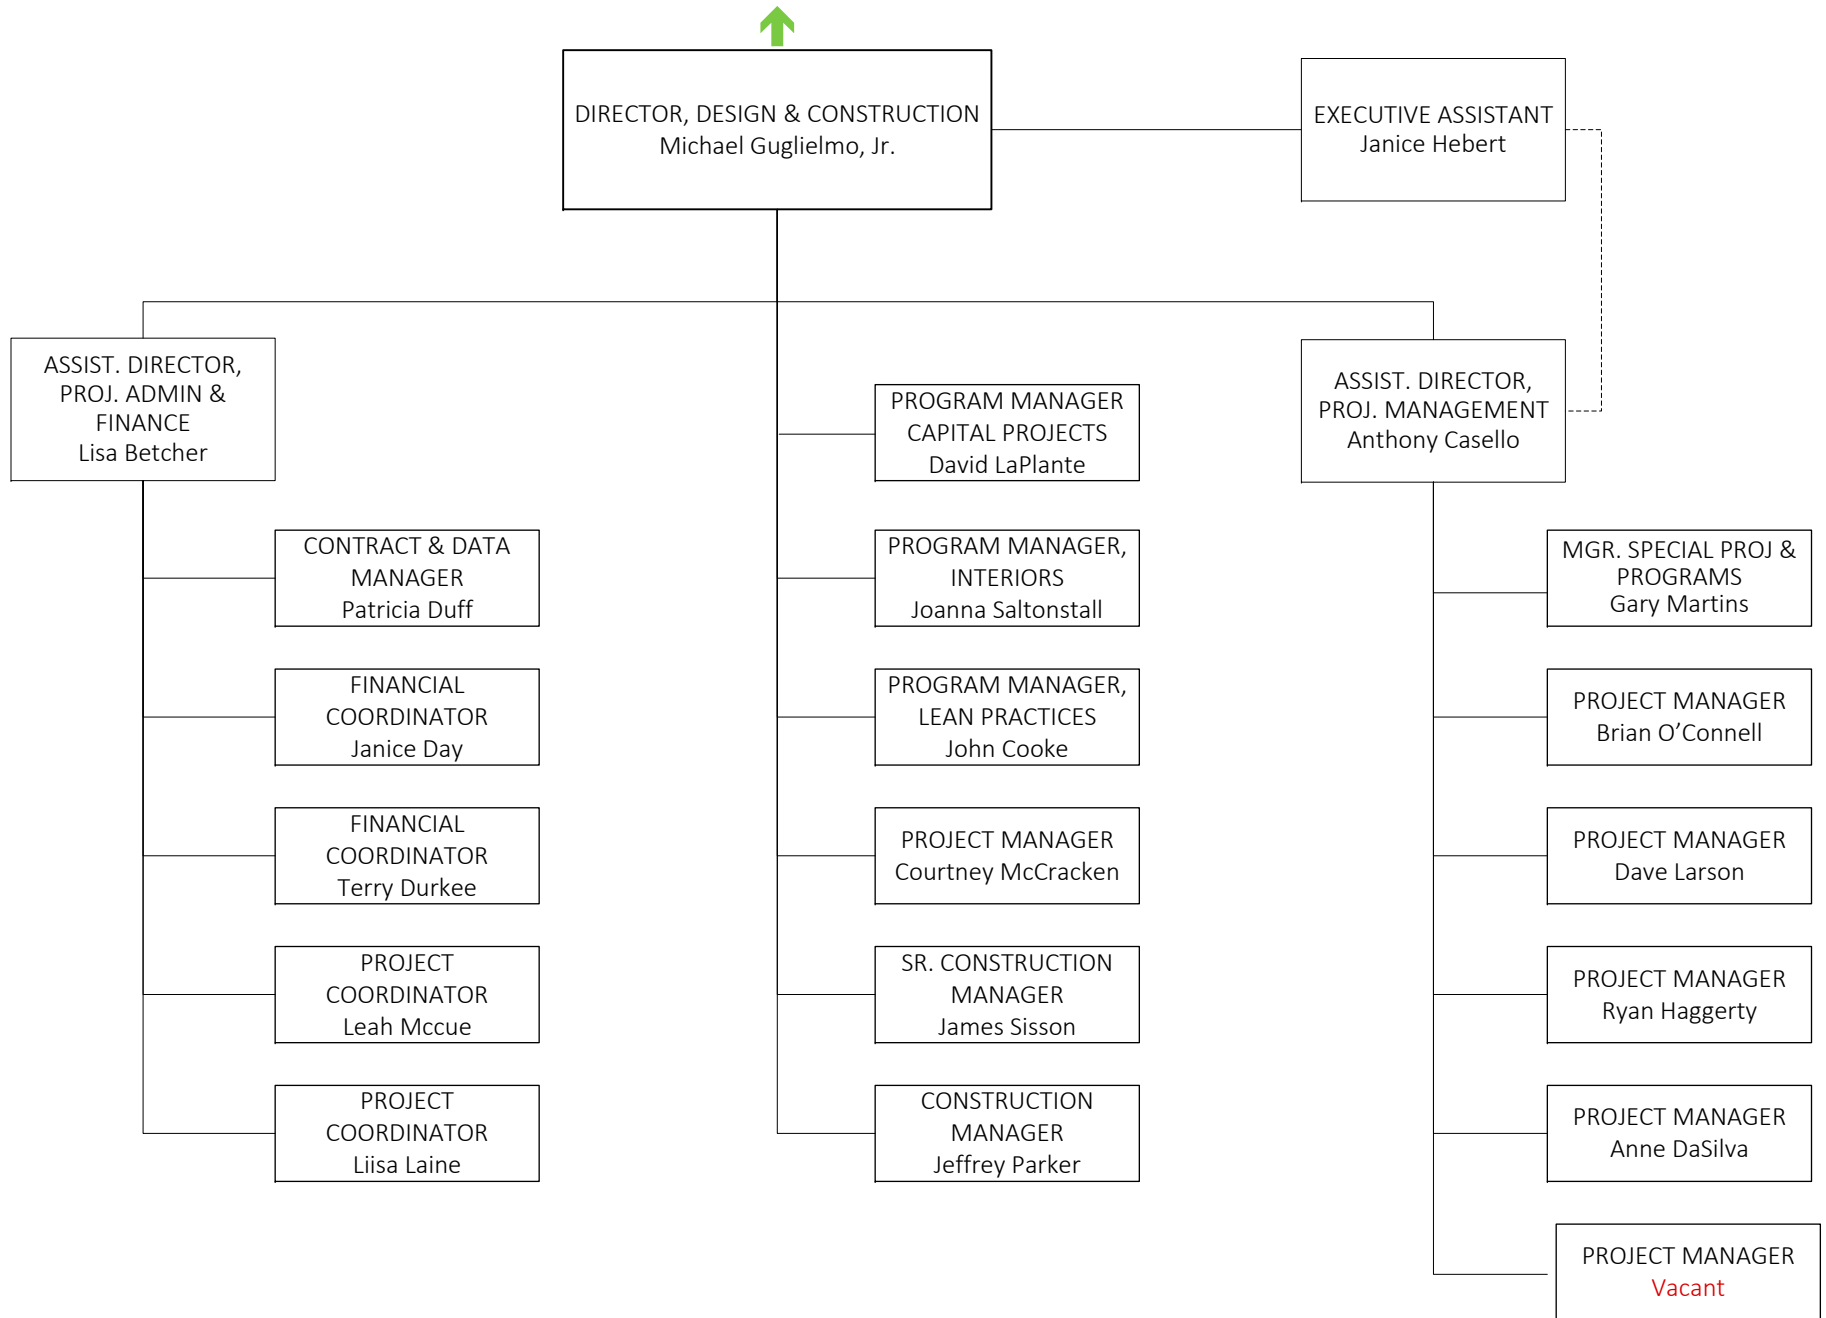 DIRECTOR, DESIGN & CONSTRUCTION
Michael Guglielmo, Jr.
EXECUTIVE ASSISTANT
Janice Hebert
ASSIST. DIRECTOR,
PROJ. ADMIN &
FINANCE
Lisa Betcher
CONTRACT & DATA
MANAGER
Patricia Duff
FINANCIAL
COORDINATOR
Janice Day
FINANCIAL
COORDINATOR
Terry Durkee
PROJECT
COORDINATOR
Leah Mccue
PROJECT
COORDINATOR
Liisa Laine
PROGRAM MANAGER
CAPITAL PROJECTS
David LaPlante
PROGRAM MANAGER,
INTERIORS
Joanna Saltonstall
PROGRAM MANAGER,
LEAN PRACTICES
John Cooke
PROJECT MANAGER
Courtney McCracken
SR. CONSTRUCTION
MANAGER
James Sisson
CONSTRUCTION
MANAGER
Jeffrey Parker
ASSIST. DIRECTOR,
PROJ. MANAGEMENT
Anthony Casello
MGR. SPECIAL PROJ &
PROGRAMS
Gary Martins
PROJECT MANAGER
Brian O’Connell
PROJECT MANAGER
Dave Larson
PROJECT MANAGER
Ryan Haggerty
PROJECT MANAGER
Anne DaSilva
PROJECT MANAGER
Vacant